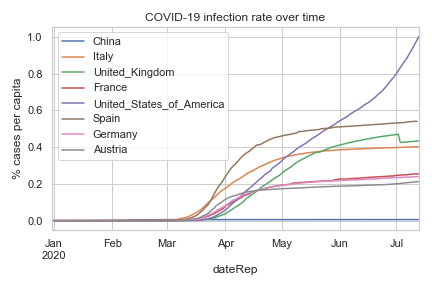 COVID-19 infection rate over time
% cases per capita
1.0
0.8
0.6
0.4
0.2
0.0
China
Italy
United_Kingdom
France
United_States_of_America
Spain
Germany
Austria
Jan Feb Mar Apr May Jun Jul
2020
dateRep